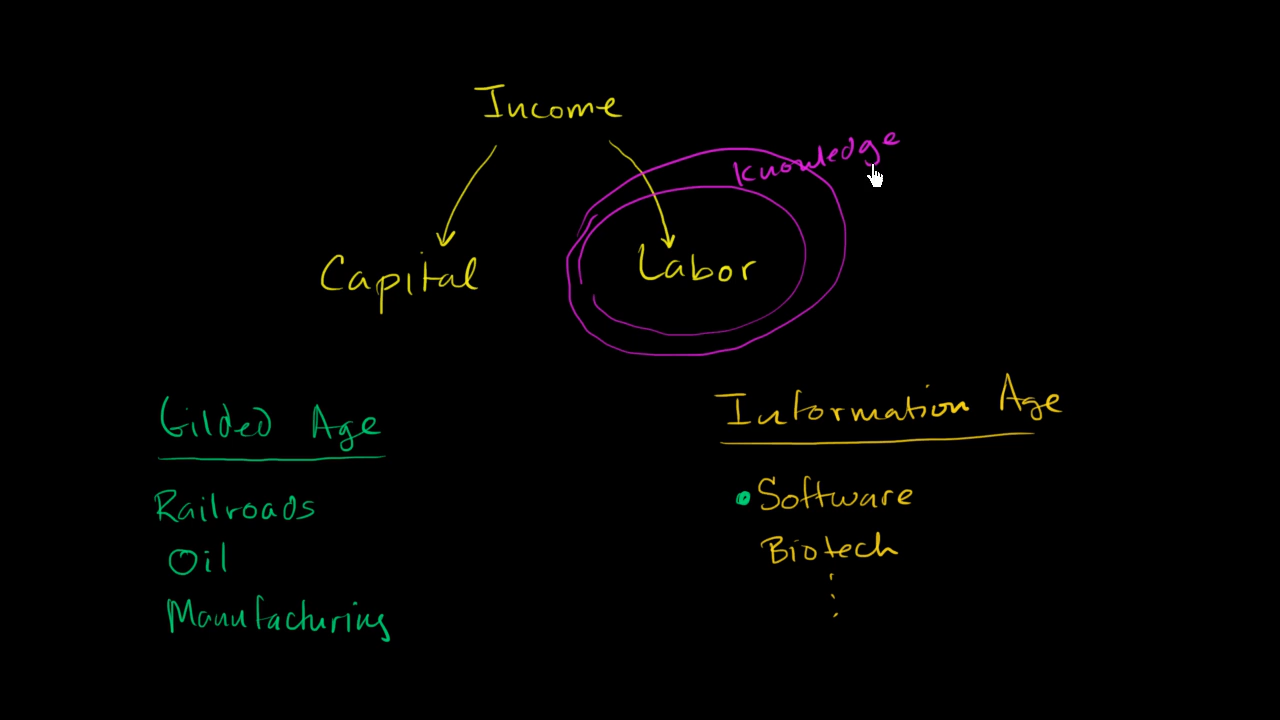 Income
Knowledge
Capital
Labor
Gilded Age
Railroads
Oil
Manufacturing
Information Age
Software
Biotech